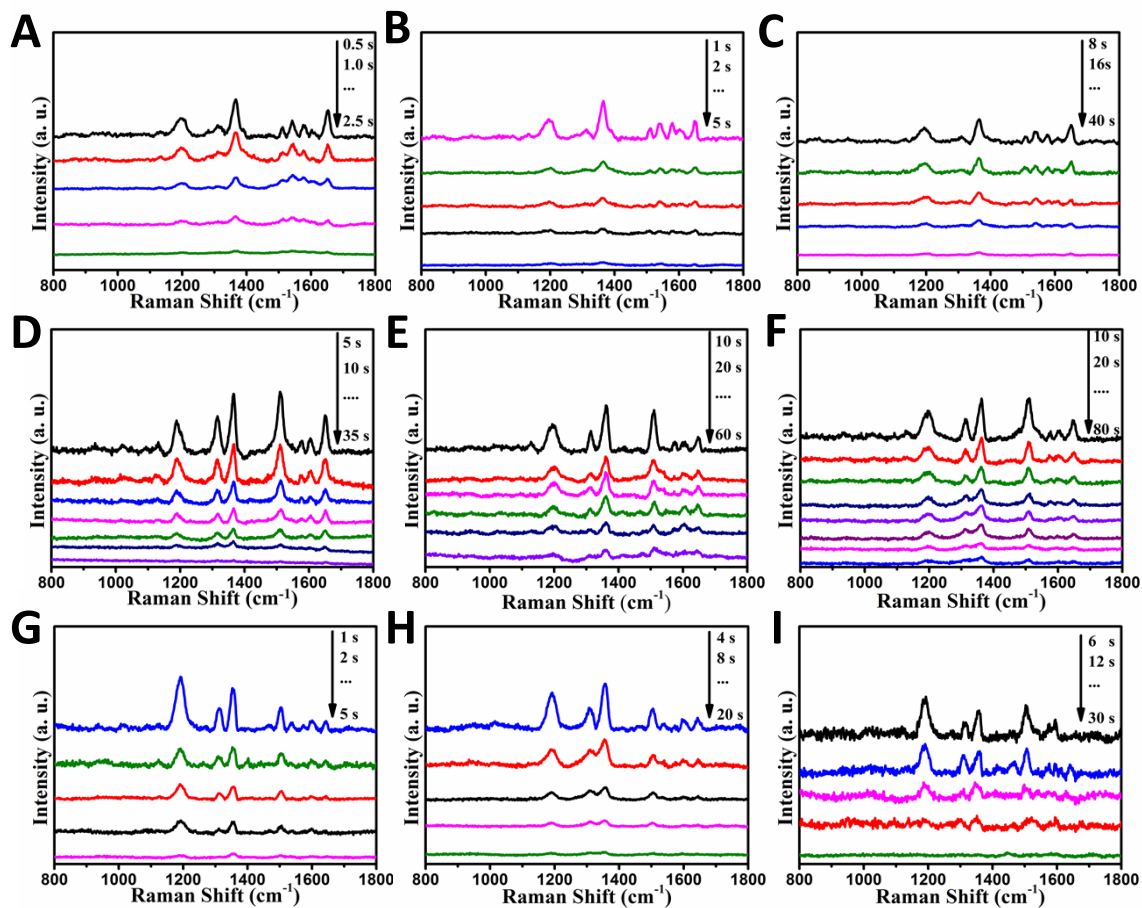 A
0.5 s
1.0 s
...
2.5 s
Intensity (a. u.)
800 1000 1200 1400 1600 1800
Raman Shift (cm-1)
B
1 s
2 s
...
5 s
Intensity (a. u.)
800 1000 1200 1400 1600 1800
Raman Shift (cm-1)
C
8 s
16s
...
40 s
Intensity (a. u.)
800 1000 1200 1400 1600 1800
Raman Shift (cm-1)
D
5 s
10 s
....
35 s
Intensity (a. u.)
800 1000 1200 1400 1600 1800
Raman Shift (cm-1)
E
10 s
20 s
....
60 s
Intensity (a. u.)
800 1000 1200 1400 1600 1800
Raman Shift (cm-1)
F
10 s
20 s
....
80 s
Intensity (a. u.)
800 1000 1200 1400 1600 1800
Raman Shift (cm-1)
G
1 s
2 s
...
5 s
Intensity (a. u.)
800 1000 1200 1400 1600 1800
Raman Shift (cm-1)
H
4 s
8 s
...
20 s
Intensity (a. u.)
800 1000 1200 1400 1600 1800
Raman Shift (cm-1)
I
6 s
12 s
...
30 s
Intensity (a. u.)
800 1000 1200 1400 1600 1800
Raman Shift (cm-1)